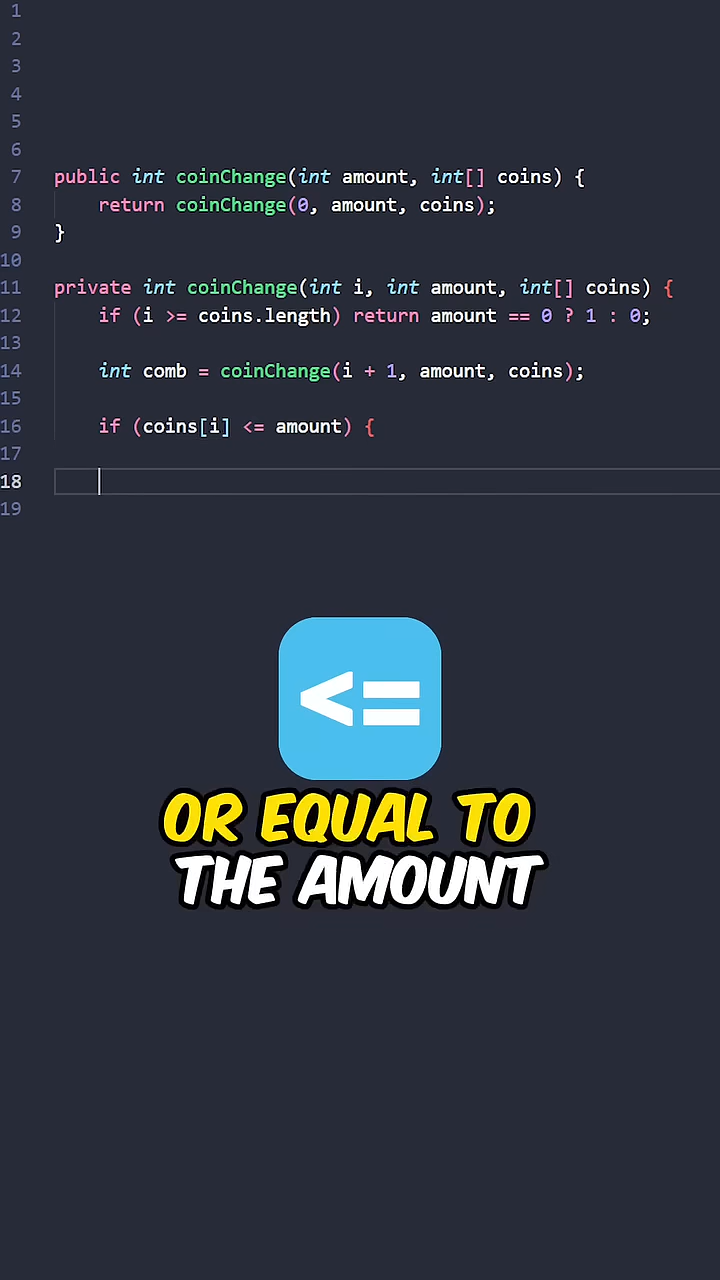 1
2
3
4
5
6
7 public int coinChange(int amount, int[] coins) {
8     return coinChange(0, amount, coins);
9 }
10
11 private int coinChange(int i, int amount, int[] coins) {
12     if (i >= coins.length) return amount == 0 ? 1 : 0;
13
14     int comb = coinChange(i + 1, amount, coins);
15
16     if (coins[i] <= amount) {
17
18
19
<=
OR EQUAL TO
THE AMOUNT